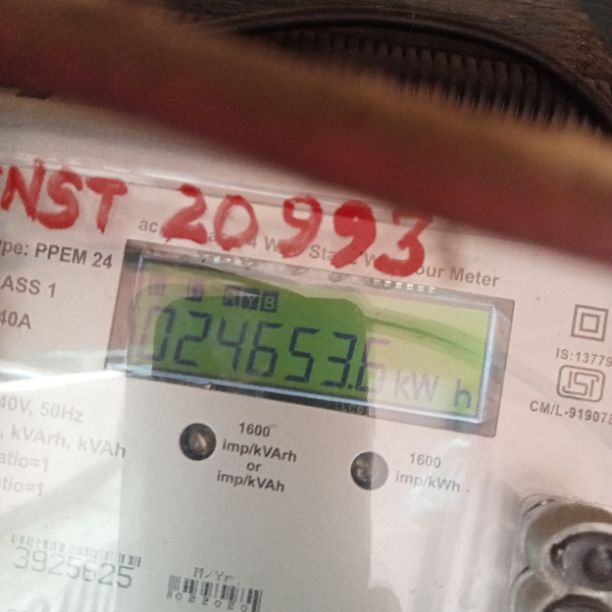 NST 20993
pe: PPEM 24
our Meter
ASS 1
40A
024653.6 kW h
IS:13779
CM/L-919078
40V, 50Hz
, kVArh, kVAh
atio=1
tio=1
1600
imp/kVArh
or
imp/kVAh
1600
imp/kWh
3925625
M/Yr.